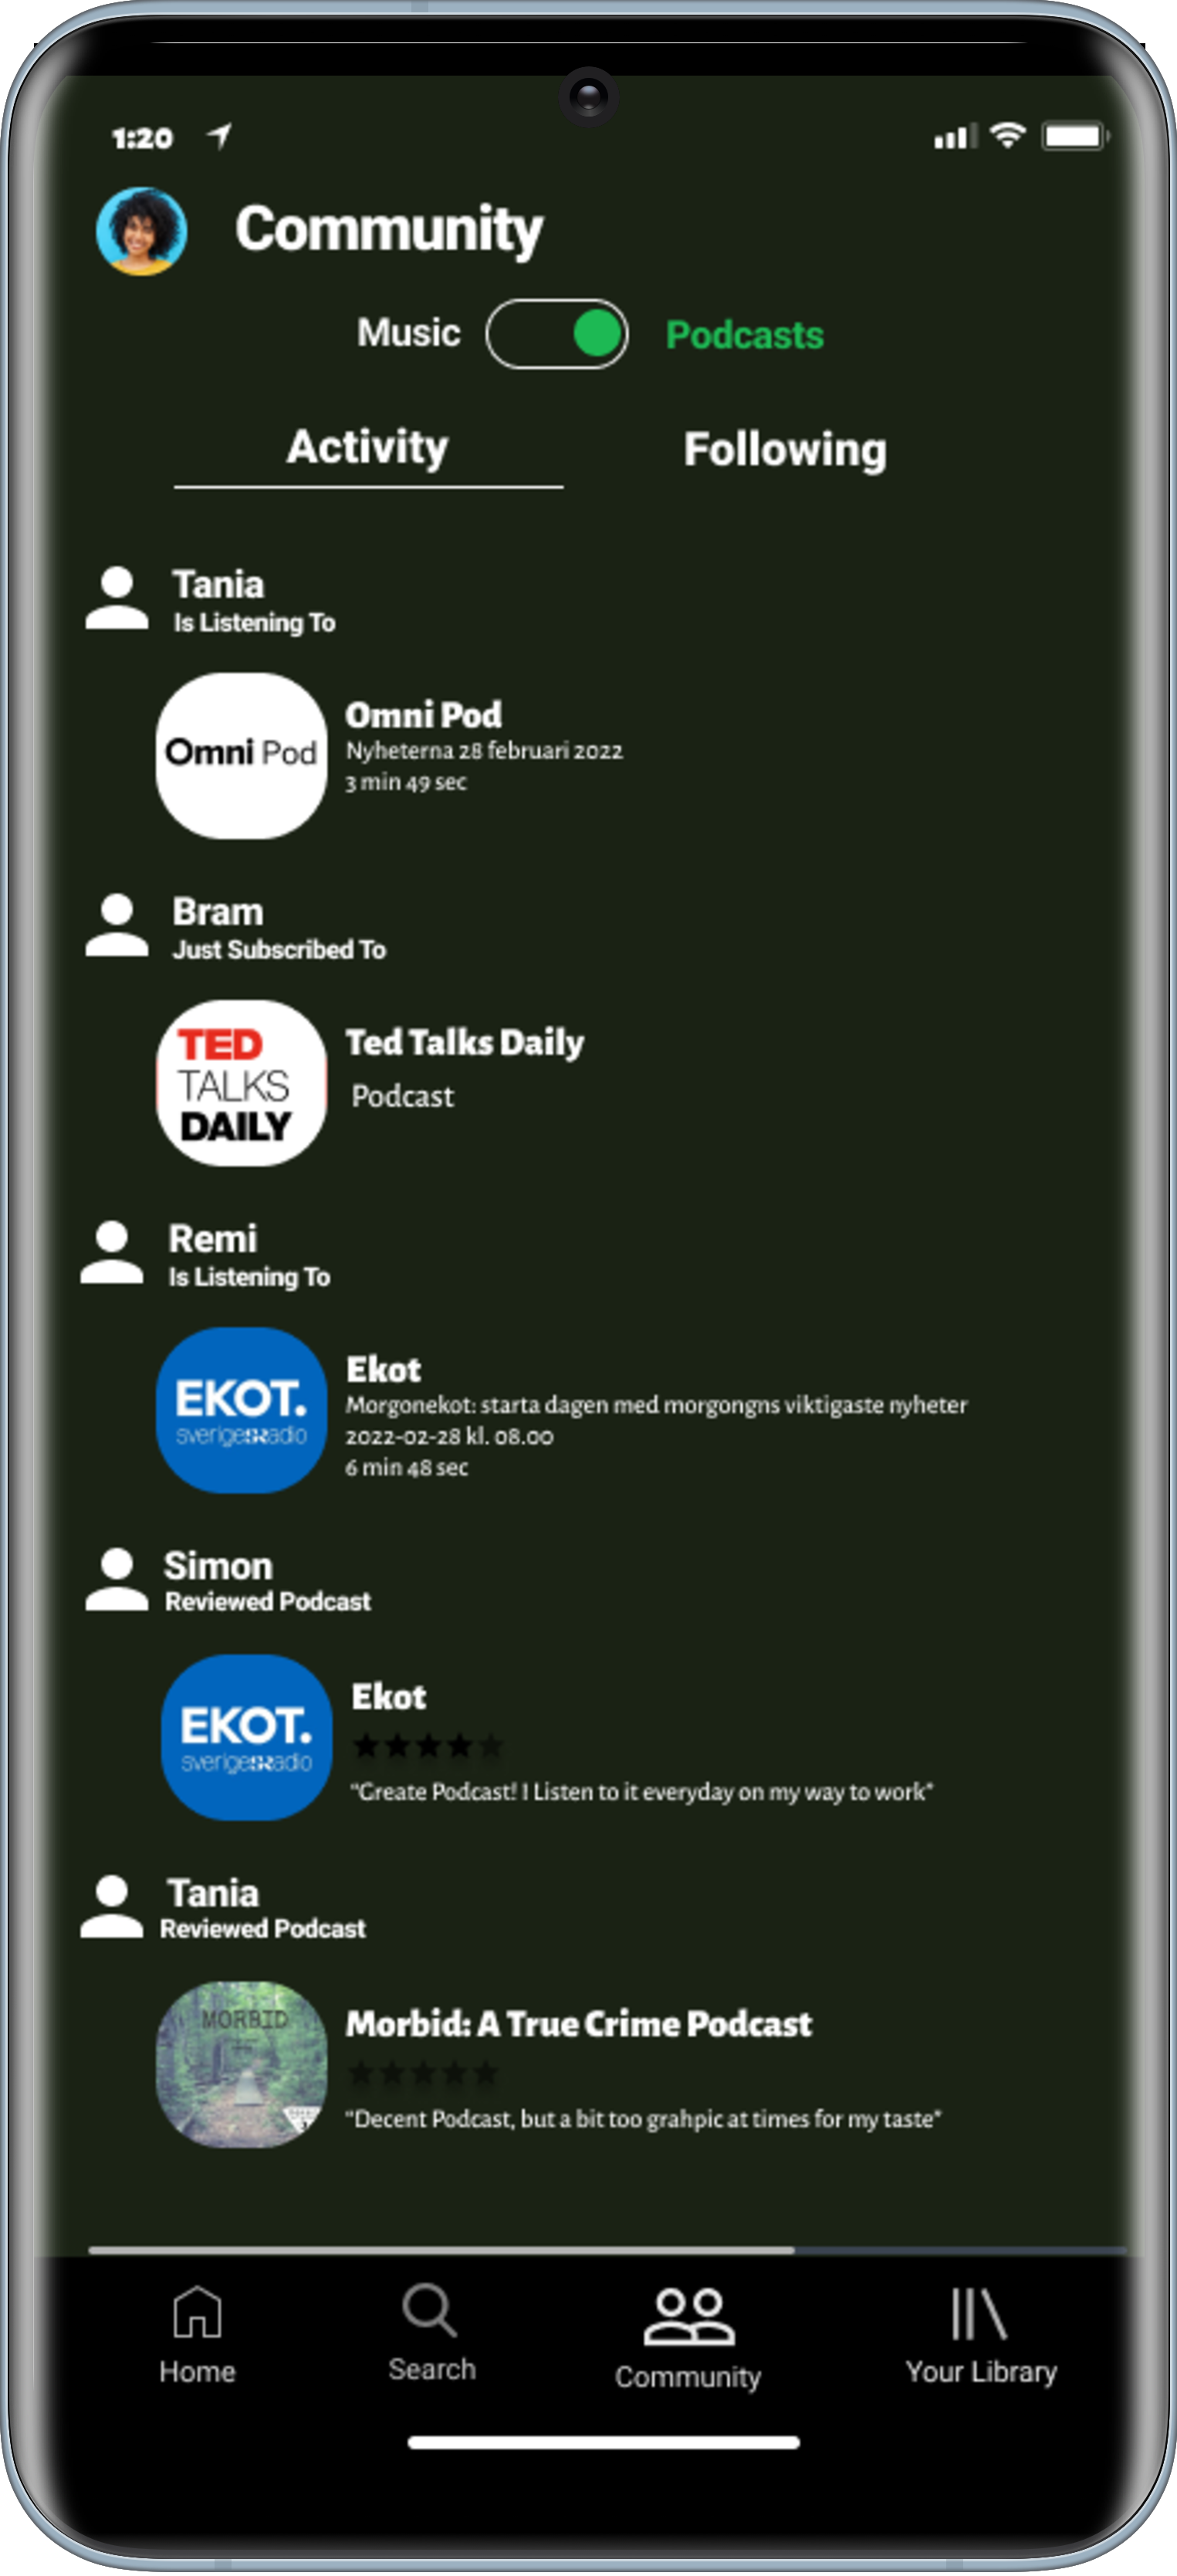 1:20
Community
Music
Podcasts
Activity
Following
Tania
Is Listening To
Omni Pod
Omni Pod
Nyheterna 28 februari 2022
3 min 49 sec
Bram
Just Subscribed To
TED
TALKS
DAILY
Ted Talks Daily
Podcast
Remi
Is Listening To
EKOT.
sverigesradio
Ekot
Morgonekot: starta dagen med morgongns viktigaste nyheter
2022-02-28 kl. 08.00
6 min 48 sec
Simon
Reviewed Podcast
EKOT.
sverigesradio
Ekot
"Create Podcast! I Listen to it everyday on my way to work"
Tania
Reviewed Podcast
MORBID
Morbid: A True Crime Podcast
"Decent Podcast, but a bit too grahpic at times for my taste"
Home
Search
Community
Your Library